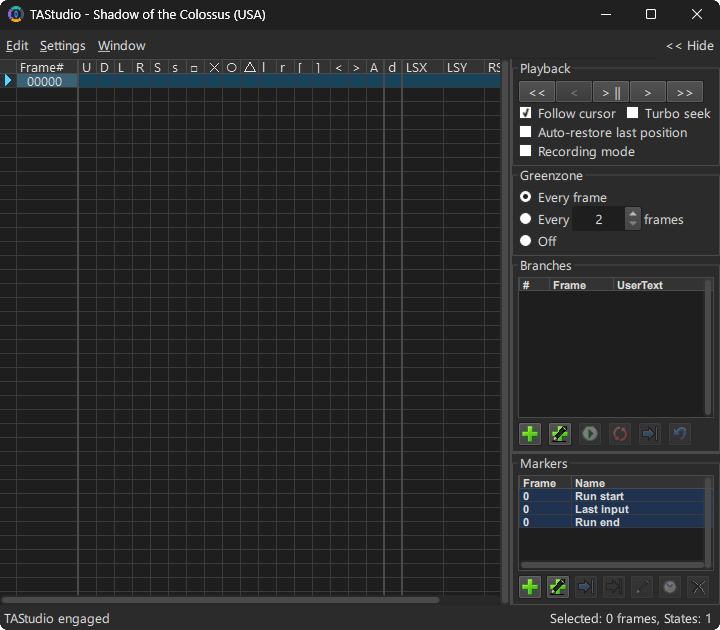 TAStudio - Shadow of the Colossus (USA)
Edit Settings Window << Hide
Frame# U D L R S s □ X O △ l r [ ] < > A d LSX LSY RS
00000
Playback
<< < > || > >>
Follow cursor Turbo seek
Auto-restore last position
Recording mode
Greenzone
Every frame
Every 2 frames
Off
Branches
# Frame UserText
Markers
Frame Name
0 Run start
0 Last input
0 Run end
TAStudio engaged Selected: 0 frames, States: 1